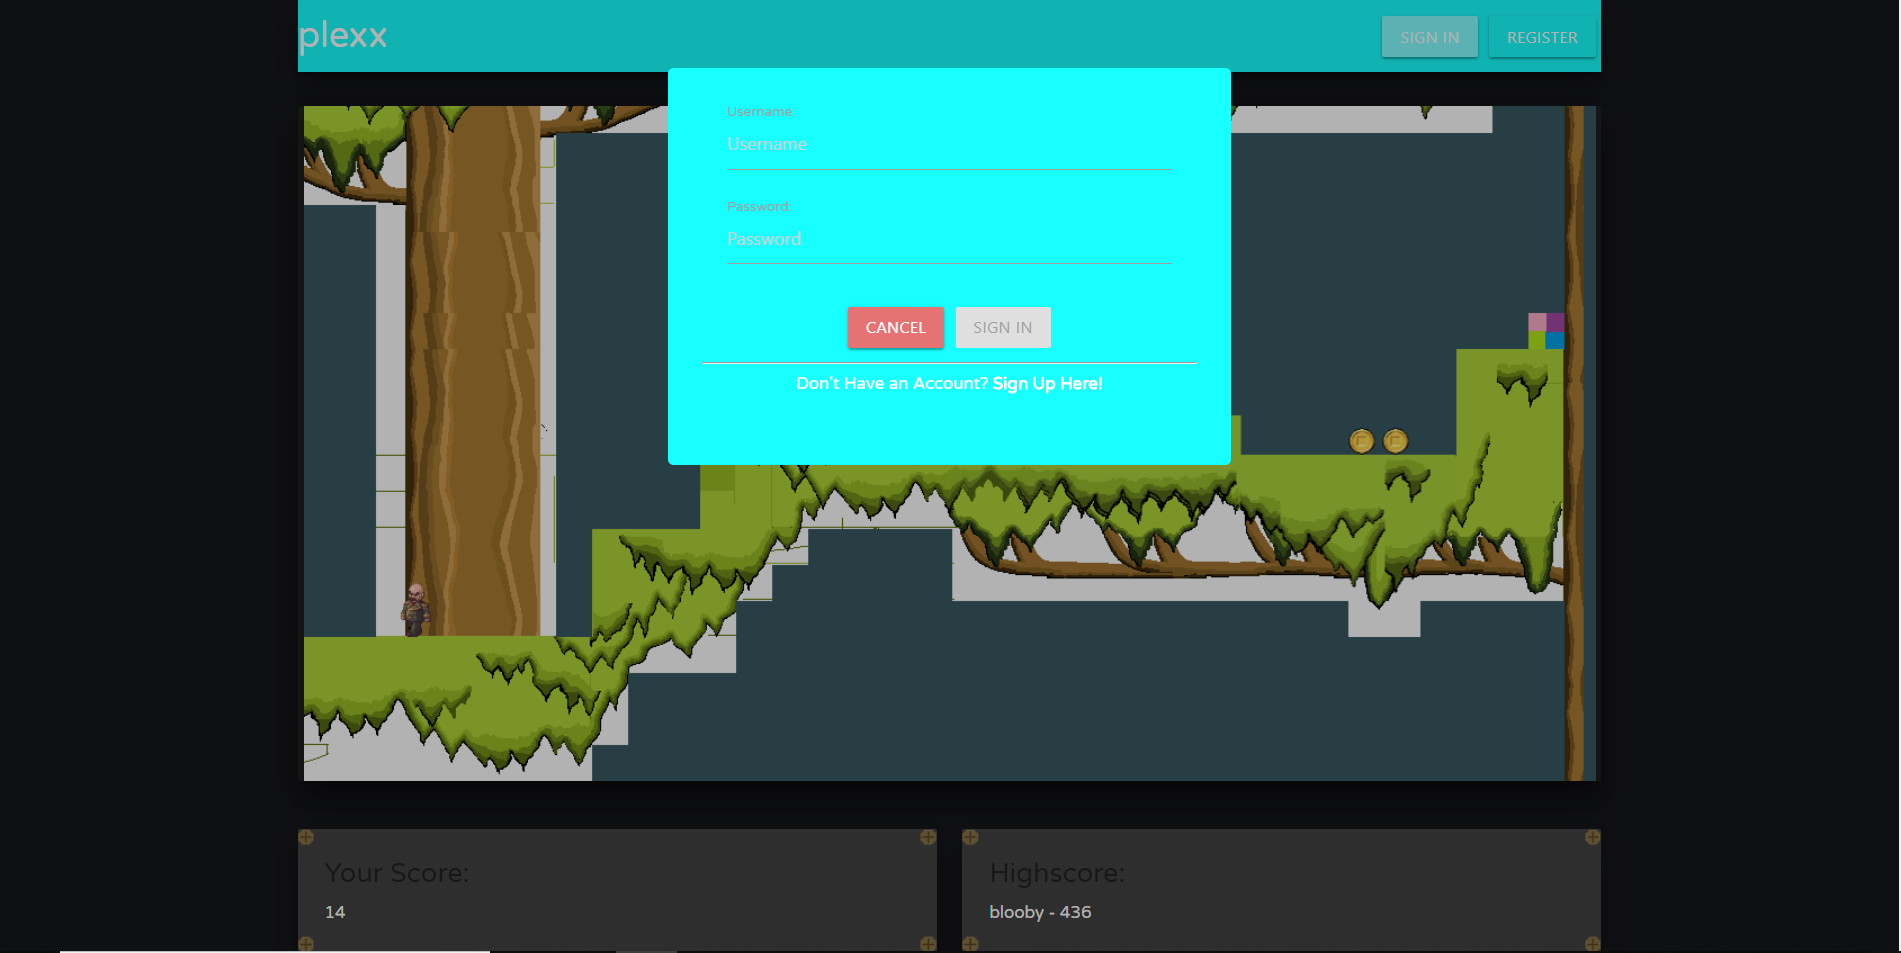 plexx
SIGN IN
REGISTER
Username:
Username
Password:
Password
CANCEL
SIGN IN
Don't Have an Account? Sign Up Here!
Your Score:
14
Highscore:
blooby - 436